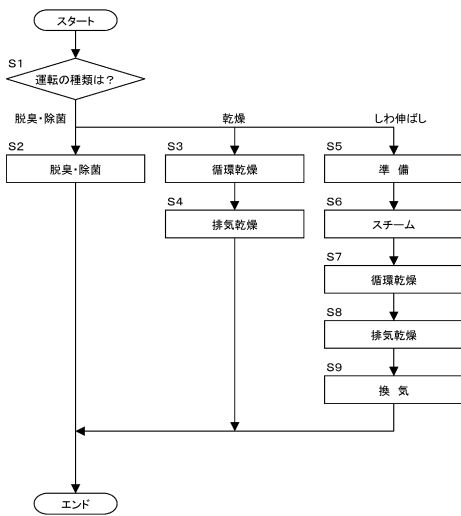 スタート
S1
運転の種類は？
脱臭・除菌
乾燥
しわ伸ばし
S2
脱臭・除菌
S3
循環乾燥
S5
準 備
S4
排気乾燥
S6
スチーム
S7
循環乾燥
S8
排気乾燥
S9
換 気
エンド